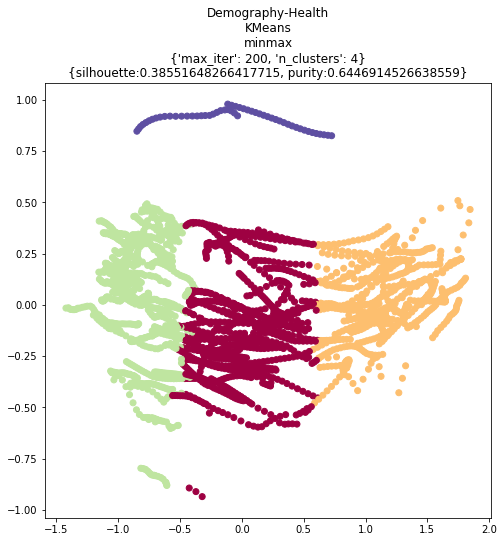 Demography-Health
KMeans
minmax
{'max_iter': 200, 'n_clusters': 4}
{silhouette:0.38551648266417715, purity:0.6446914526638559}
1.00
0.75
0.50
0.25
0.00
−0.25
−0.50
−0.75
−1.00
−1.5 −1.0 −0.5 0.0 0.5 1.0 1.5 2.0